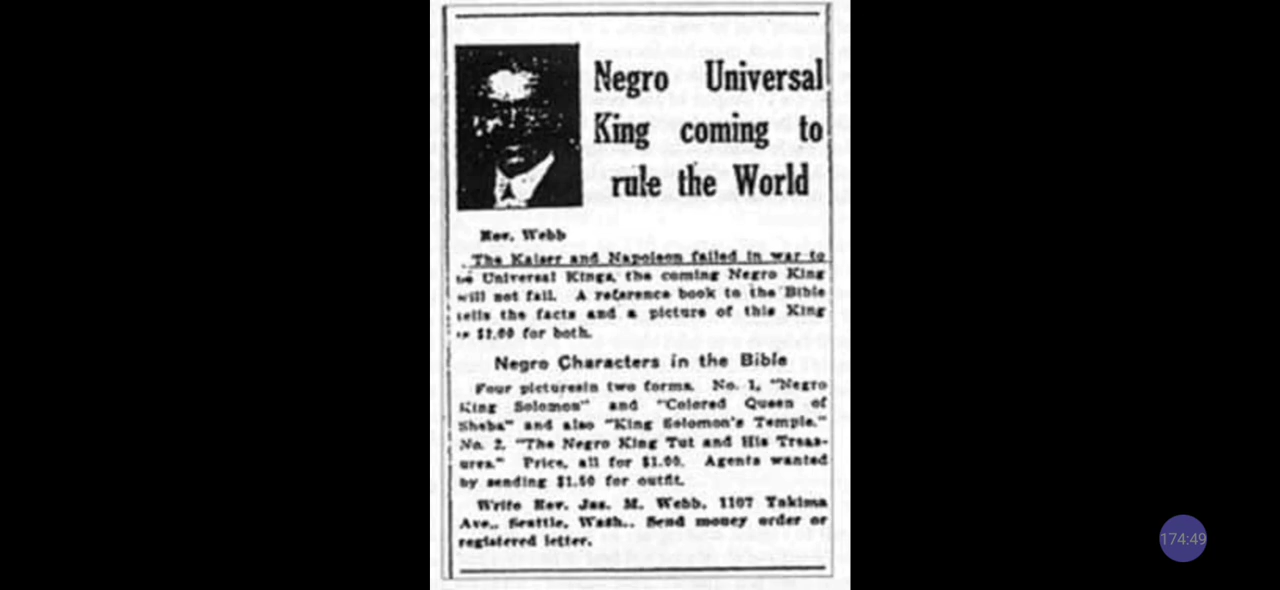 Negro Universal
King coming to
rule the World
Rev. Webb
The Kaiser and Napoleon failed in war to
be Universal Kings, the coming Negro King
will not fail. A reference book to the Bible
tells the facts and a picture of this King
is $1.00 for both.
Negro Characters in the Bible
Four picturesin two forms. No. 1, "Negro
King Solomon" and "Colored Queen of
Sheba" and also "King Solomon's Temple."
No. 2, "The Negro King Tut and His Treas-
ures." Price, all for $1.00. Agents wanted
by sending $1.50 for outfit.
Write Rev. Jas. M. Webb, 1107 Yakima
Ave., Seattle, Wash., Send money order or
registered letter.
174:49